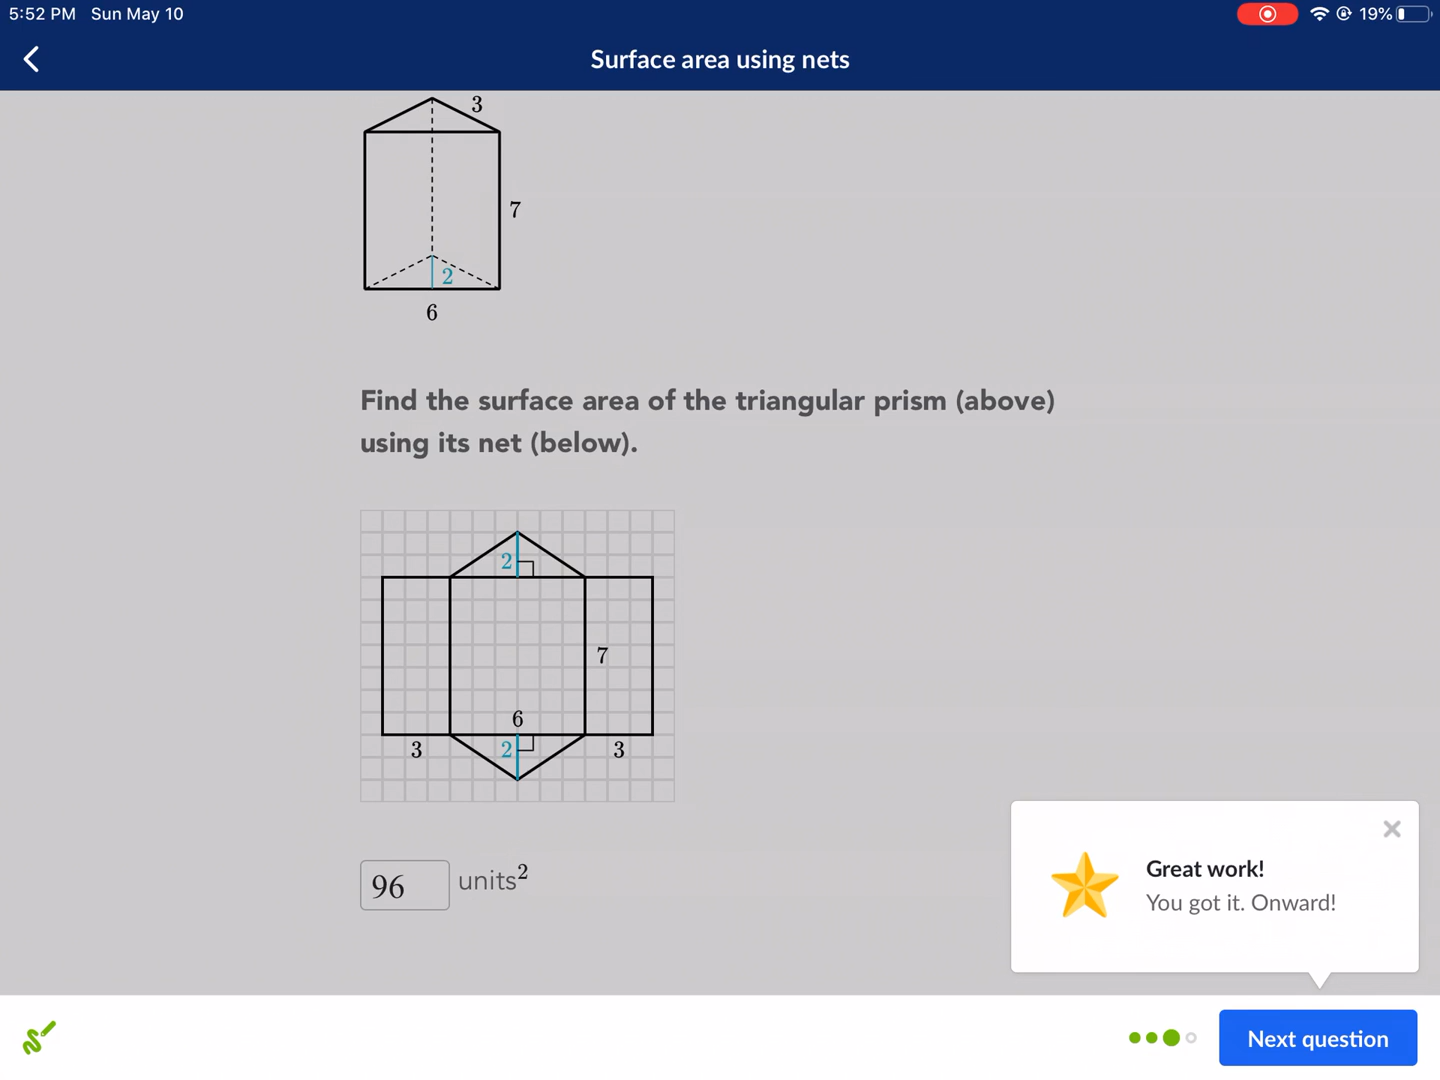 5:52 PM Sun May 10
19%
Surface area using nets
3
7
2
6
Find the surface area of the triangular prism (above)
using its net (below).
2
7
6
3 2 3
96 units²
Great work!
You got it. Onward!
Next question